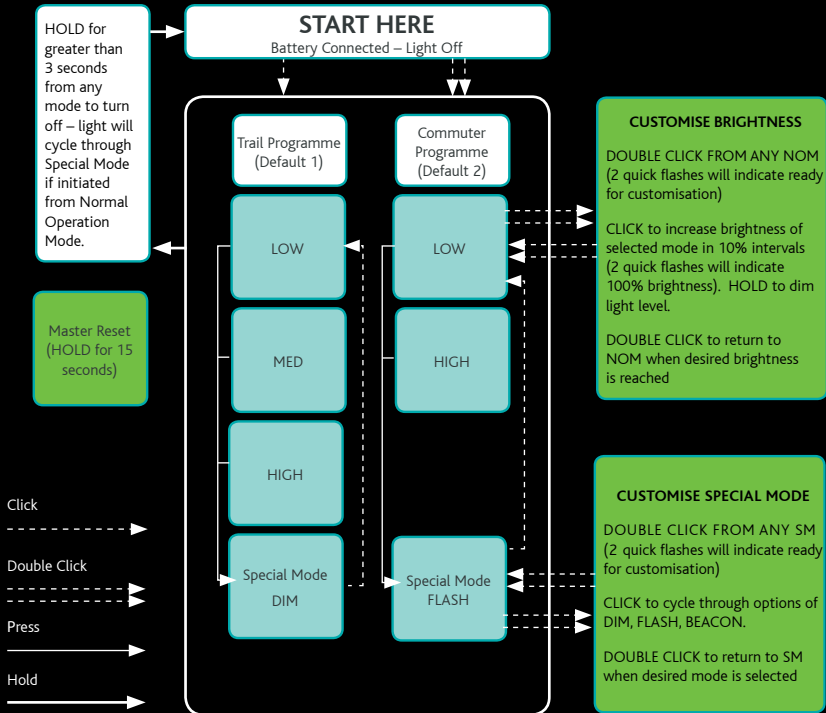 START HERE
Battery Connected – Light Off
HOLD for
greater than
3 seconds
from any
mode to turn
off – light will
cycle through
Special Mode
if initiated
from Normal
Operation
Mode.
Master Reset
(HOLD for 15
seconds)
Click
Double Click
Press
Hold
Trail Programme
(Default 1)
LOW
MED
HIGH
Special Mode
DIM
Commuter
Programme
(Default 2)
LOW
HIGH
Special Mode
FLASH
CUSTOMISE BRIGHTNESS
DOUBLE CLICK FROM ANY NOM
(2 quick flashes will indicate ready
for customisation)
CLICK to increase brightness of
selected mode in 10% intervals
(2 quick flashes will indicate
100% brightness). HOLD to dim
light level.
DOUBLE CLICK to return to
NOM when desired brightness
is reached
CUSTOMISE SPECIAL MODE
DOUBLE CLICK FROM ANY SM
(2 quick flashes will indicate ready
for customisation)
CLICK to cycle through options of
DIM, FLASH, BEACON.
DOUBLE CLICK to return to SM
when desired mode is selected